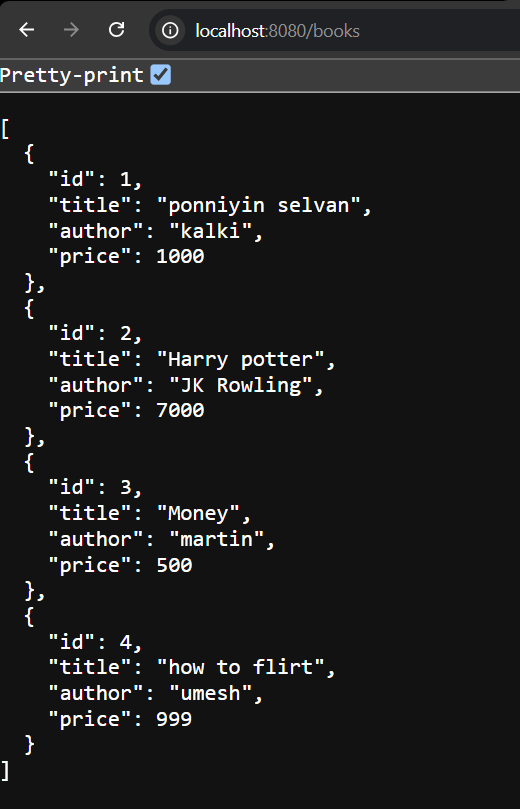 localhost:8080/books
Pretty-print
[
  {
    "id": 1,
    "title": "ponniyin selvan",
    "author": "kalki",
    "price": 1000
  },
  {
    "id": 2,
    "title": "Harry potter",
    "author": "JK Rowling",
    "price": 7000
  },
  {
    "id": 3,
    "title": "Money",
    "author": "martin",
    "price": 500
  },
  {
    "id": 4,
    "title": "how to flirt",
    "author": "umesh",
    "price": 999
  }
]